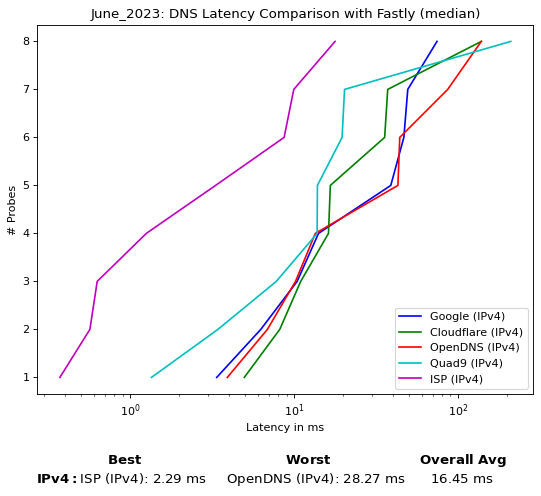 June_2023: DNS Latency Comparison with Fastly (median)
# Probes
8
7
6
5
4
3
2
1
Google (IPv4)
Cloudflare (IPv4)
OpenDNS (IPv4)
Quad9 (IPv4)
ISP (IPv4)
10⁰ 10¹ 10²
Latency in ms
Best Worst Overall Avg
IPv4: ISP (IPv4): 2.29 ms OpenDNS (IPv4): 28.27 ms 16.45 ms